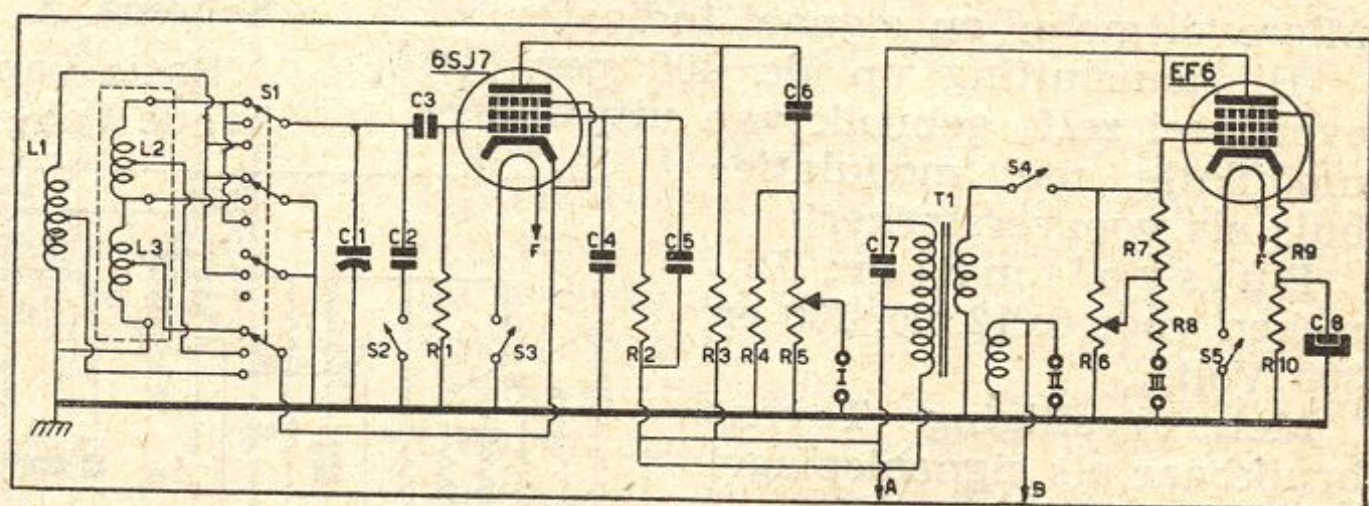 6SJ7
EF6
S1
C3
C6
L1
L2
S4
T1
L3
C1
C2
F
C4
C5
C7
R7
F
R9
S2
R1
S3
R2
R3
R4
R5
I
II
R6
R8
III
S5
R10
C8
A
B